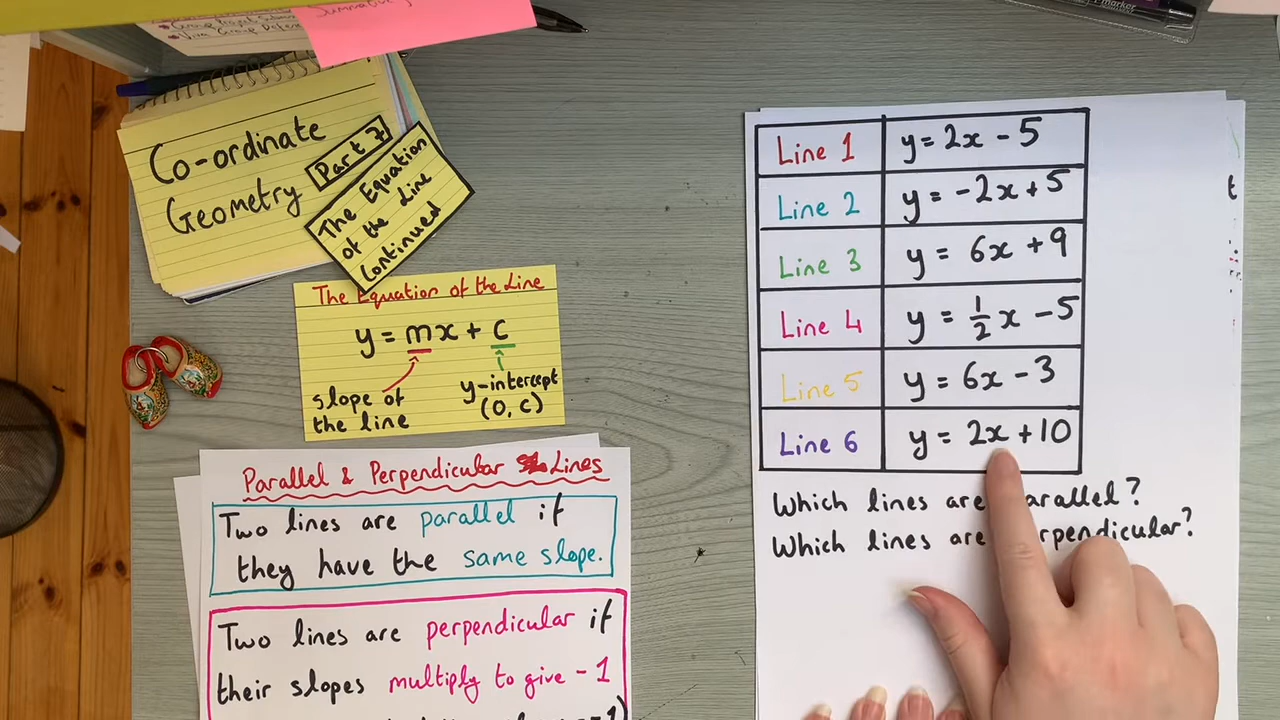 Co-ordinate
Geometry
Part 7
The Equation
of the Line
Continued
The Equation of the Line
y = mx + c
slope of
the line
y-intercept
(0, c)
Parallel & Perpendicular Lines
Two lines are parallel if
they have the same slope.
Two lines are perpendicular if
their slopes multiply to give -1
Line 1 y = 2x - 5
Line 2 y = -2x + 5
Line 3 y = 6x + 9
Line 4 y = 1/2 x - 5
Line 5 y = 6x - 3
Line 6 y = 2x + 10
Which lines are parallel?
Which lines are perpendicular?